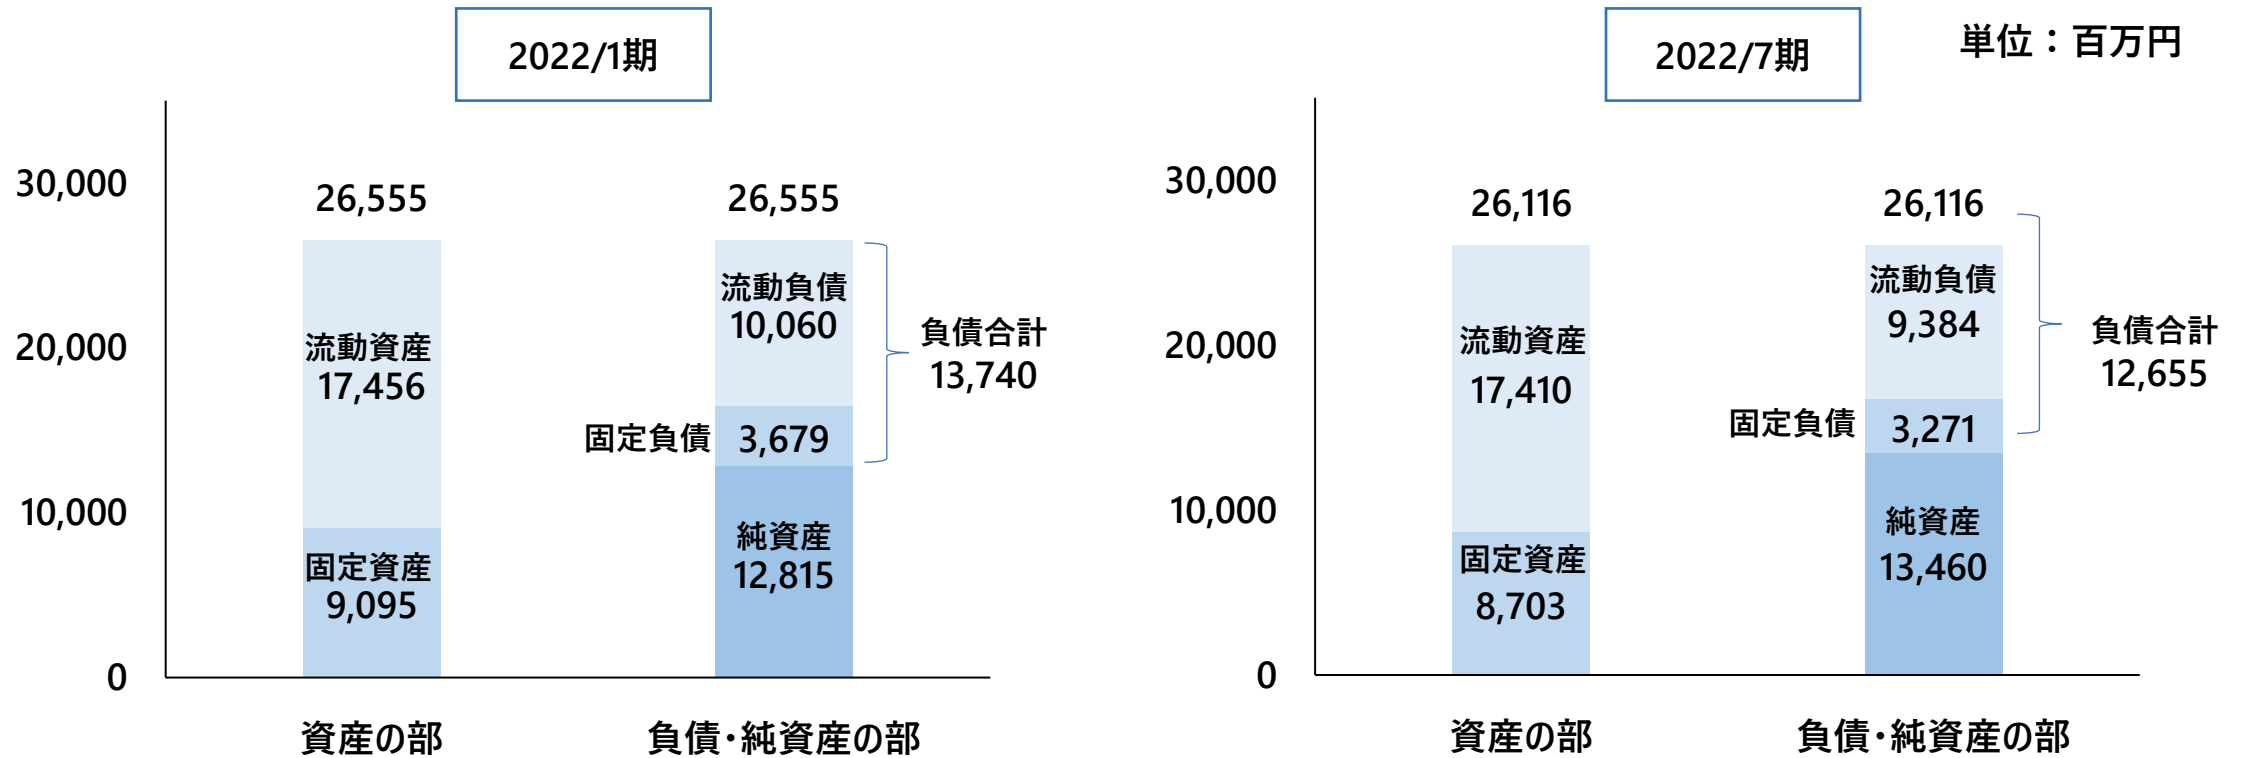 2022/1期
30,000
20,000
10,000
0
26,555
流動資産
17,456
固定資産
9,095
26,555
流動負債
10,060
固定負債
3,679
純資産
12,815
負債合計
13,740
資産の部
負債・純資産の部
2022/7期
単位：百万円
30,000
20,000
10,000
0
26,116
流動資産
17,410
固定資産
8,703
26,116
流動負債
9,384
固定負債
3,271
純資産
13,460
負債合計
12,655
資産の部
負債・純資産の部